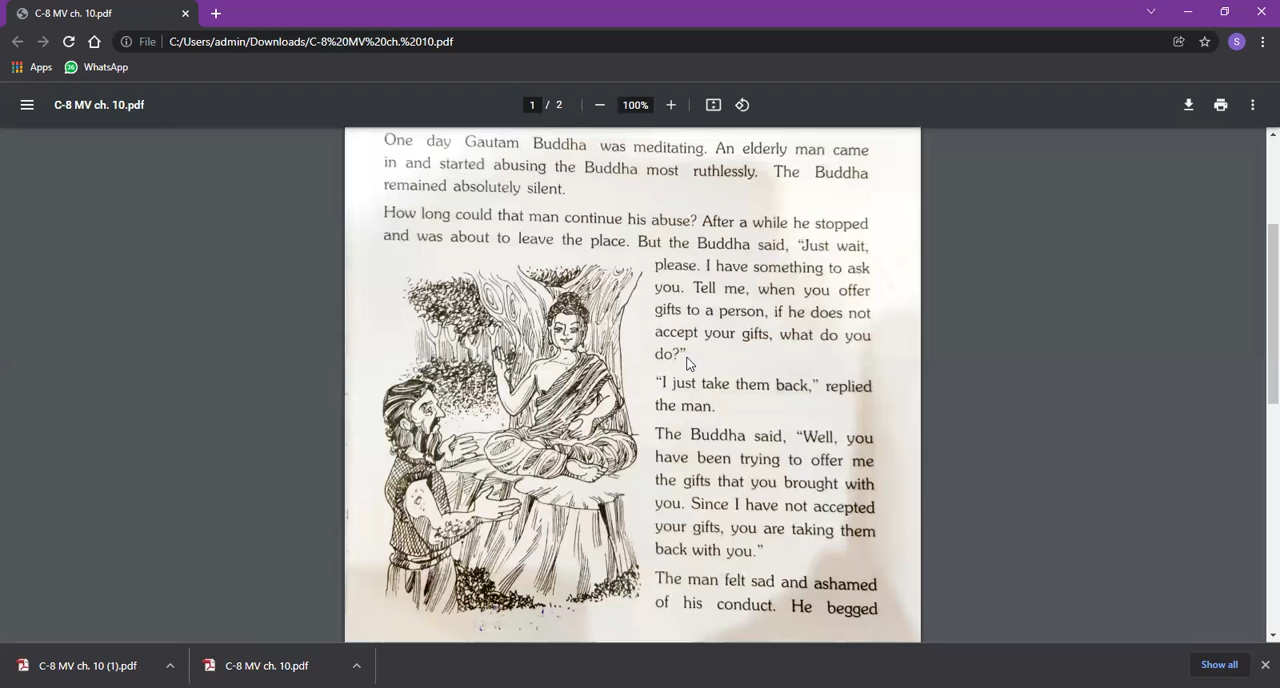 C-8 MV ch. 10.pdf
File
C:/Users/admin/Downloads/C-8%20MV%20ch.%2010.pdf
S
Apps
WhatsApp
C-8 MV ch. 10.pdf
1 / 2
100%
One day Gautam Buddha was meditating. An elderly man came
in and started abusing the Buddha most ruthlessly. The Buddha
remained absolutely silent.
How long could that man continue his abuse? After a while he stopped
and was about to leave the place. But the Buddha said, “Just wait,
please. I have something to ask
you. Tell me, when you offer
gifts to a person, if he does not
accept your gifts, what do you
do?”
“I just take them back,” replied
the man.
The Buddha said, “Well, you
have been trying to offer me
the gifts that you brought with
you. Since I have not accepted
your gifts, you are taking them
back with you.”
The man felt sad and ashamed
of his conduct. He begged
C-8 MV ch. 10 (1).pdf
C-8 MV ch. 10.pdf
Show all